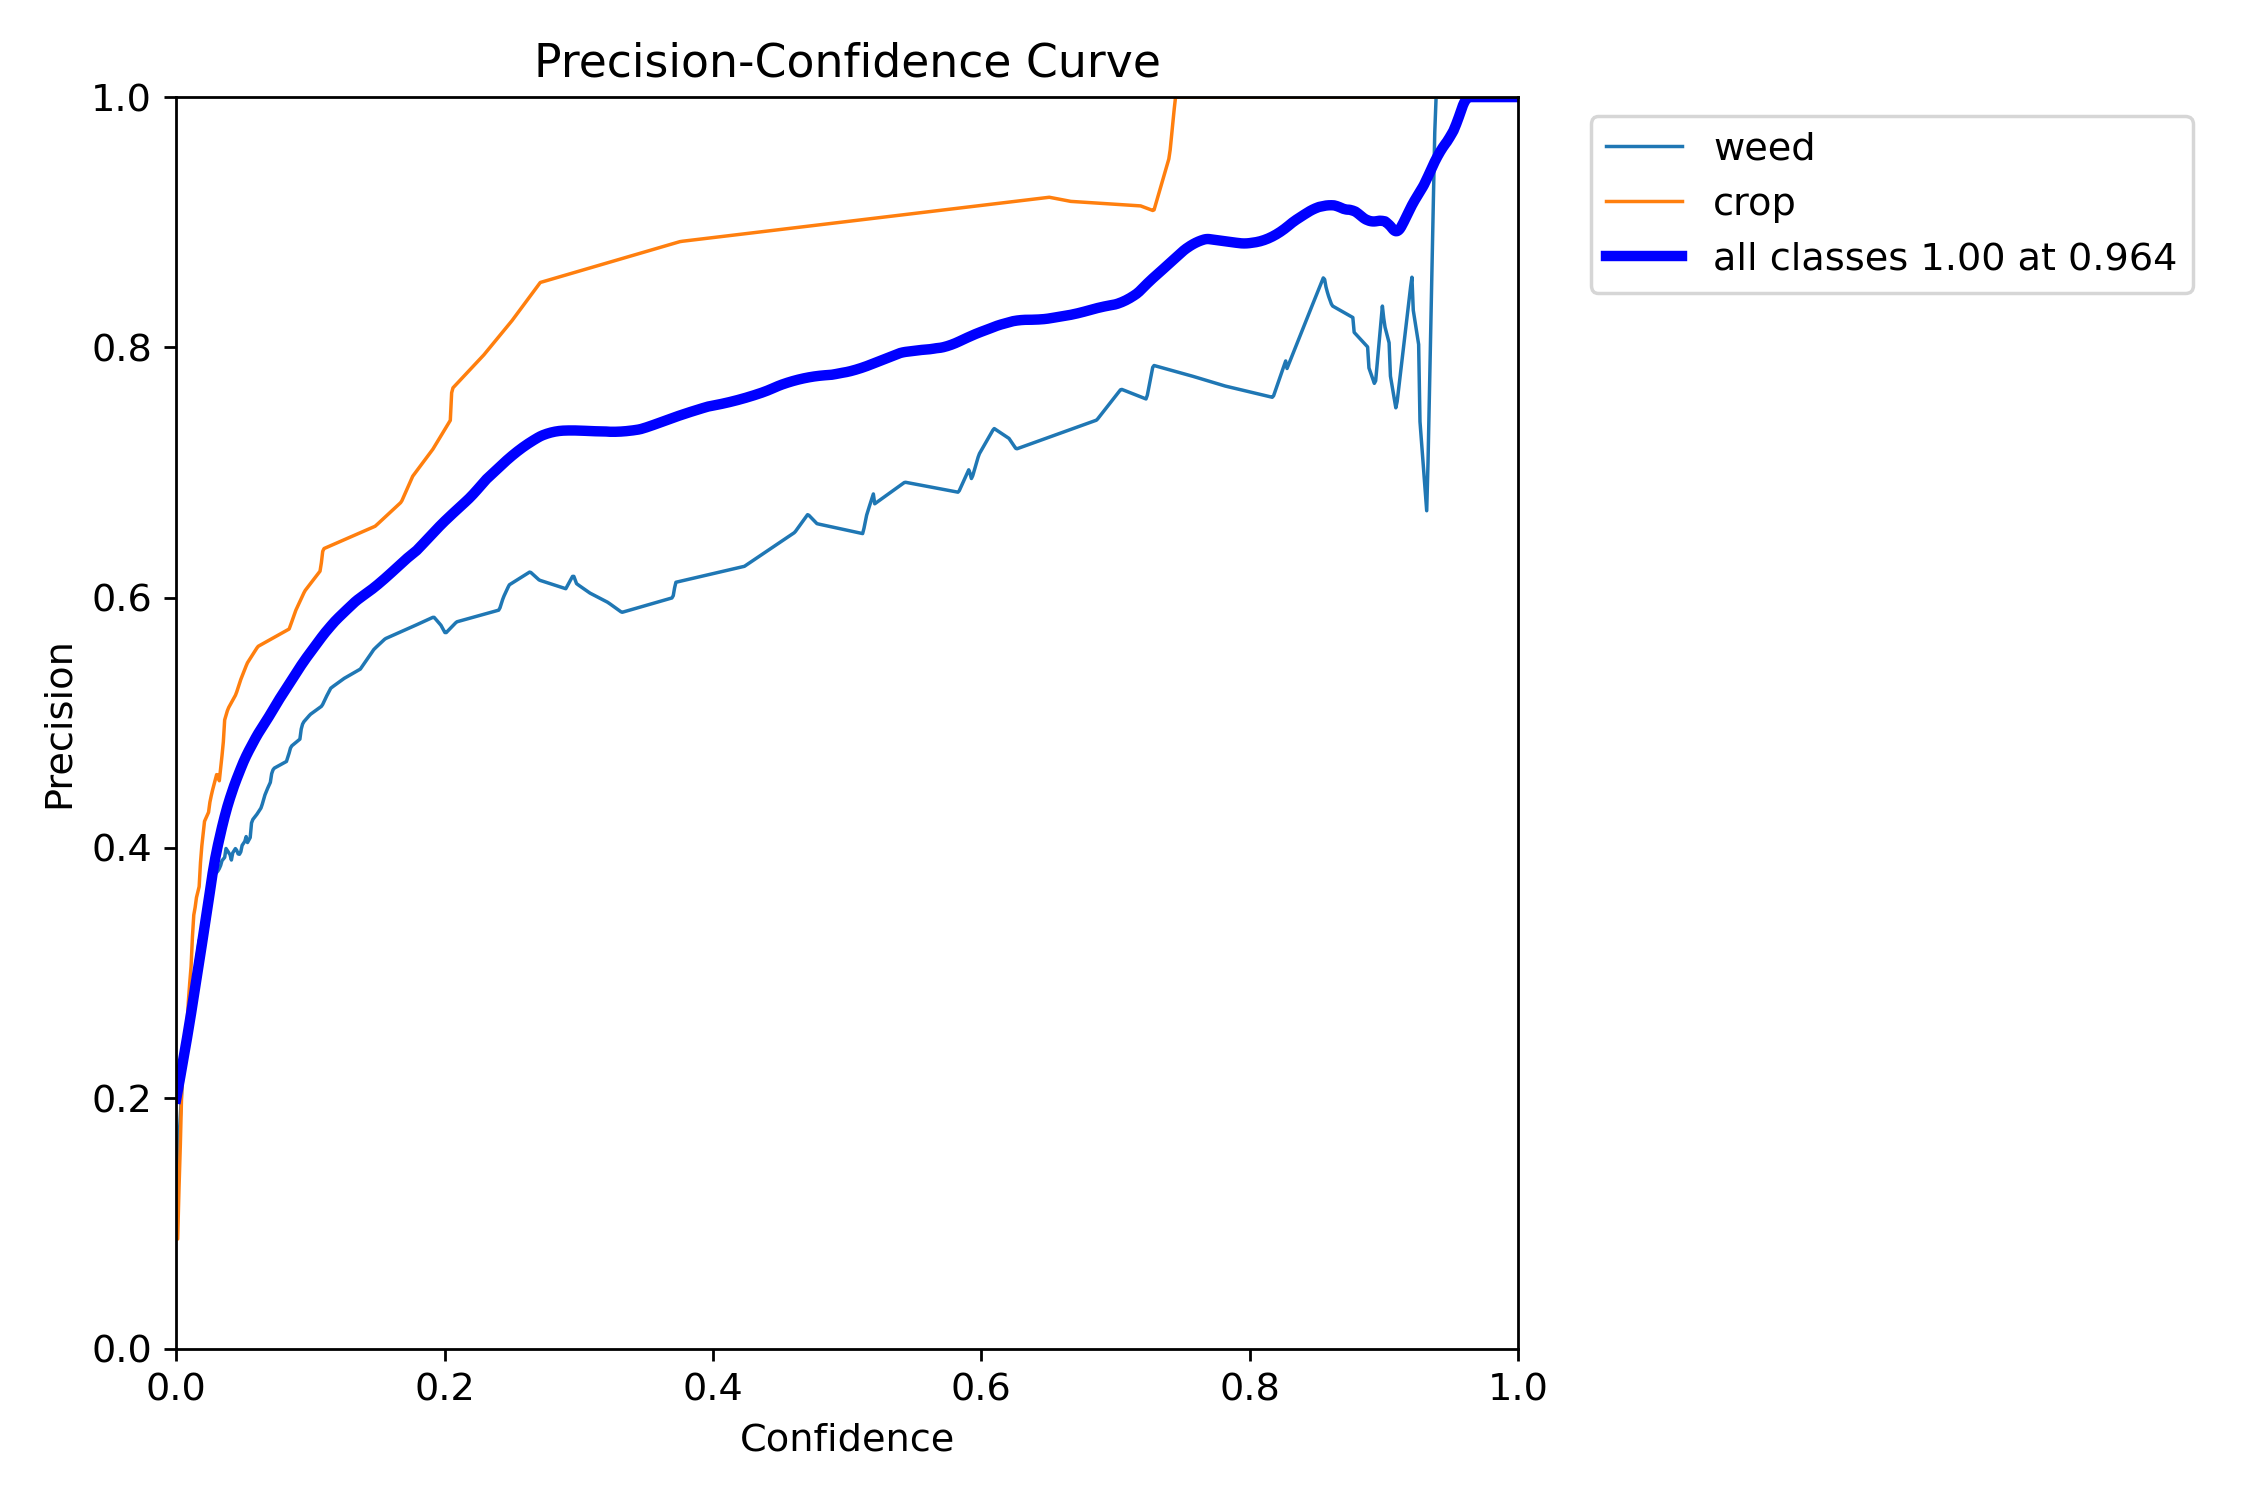 Precision-Confidence Curve
1.0
0.8
0.6
0.4
0.2
0.0
Precision
0.0 0.2 0.4 0.6 0.8 1.0
Confidence
weed
crop
all classes 1.00 at 0.964